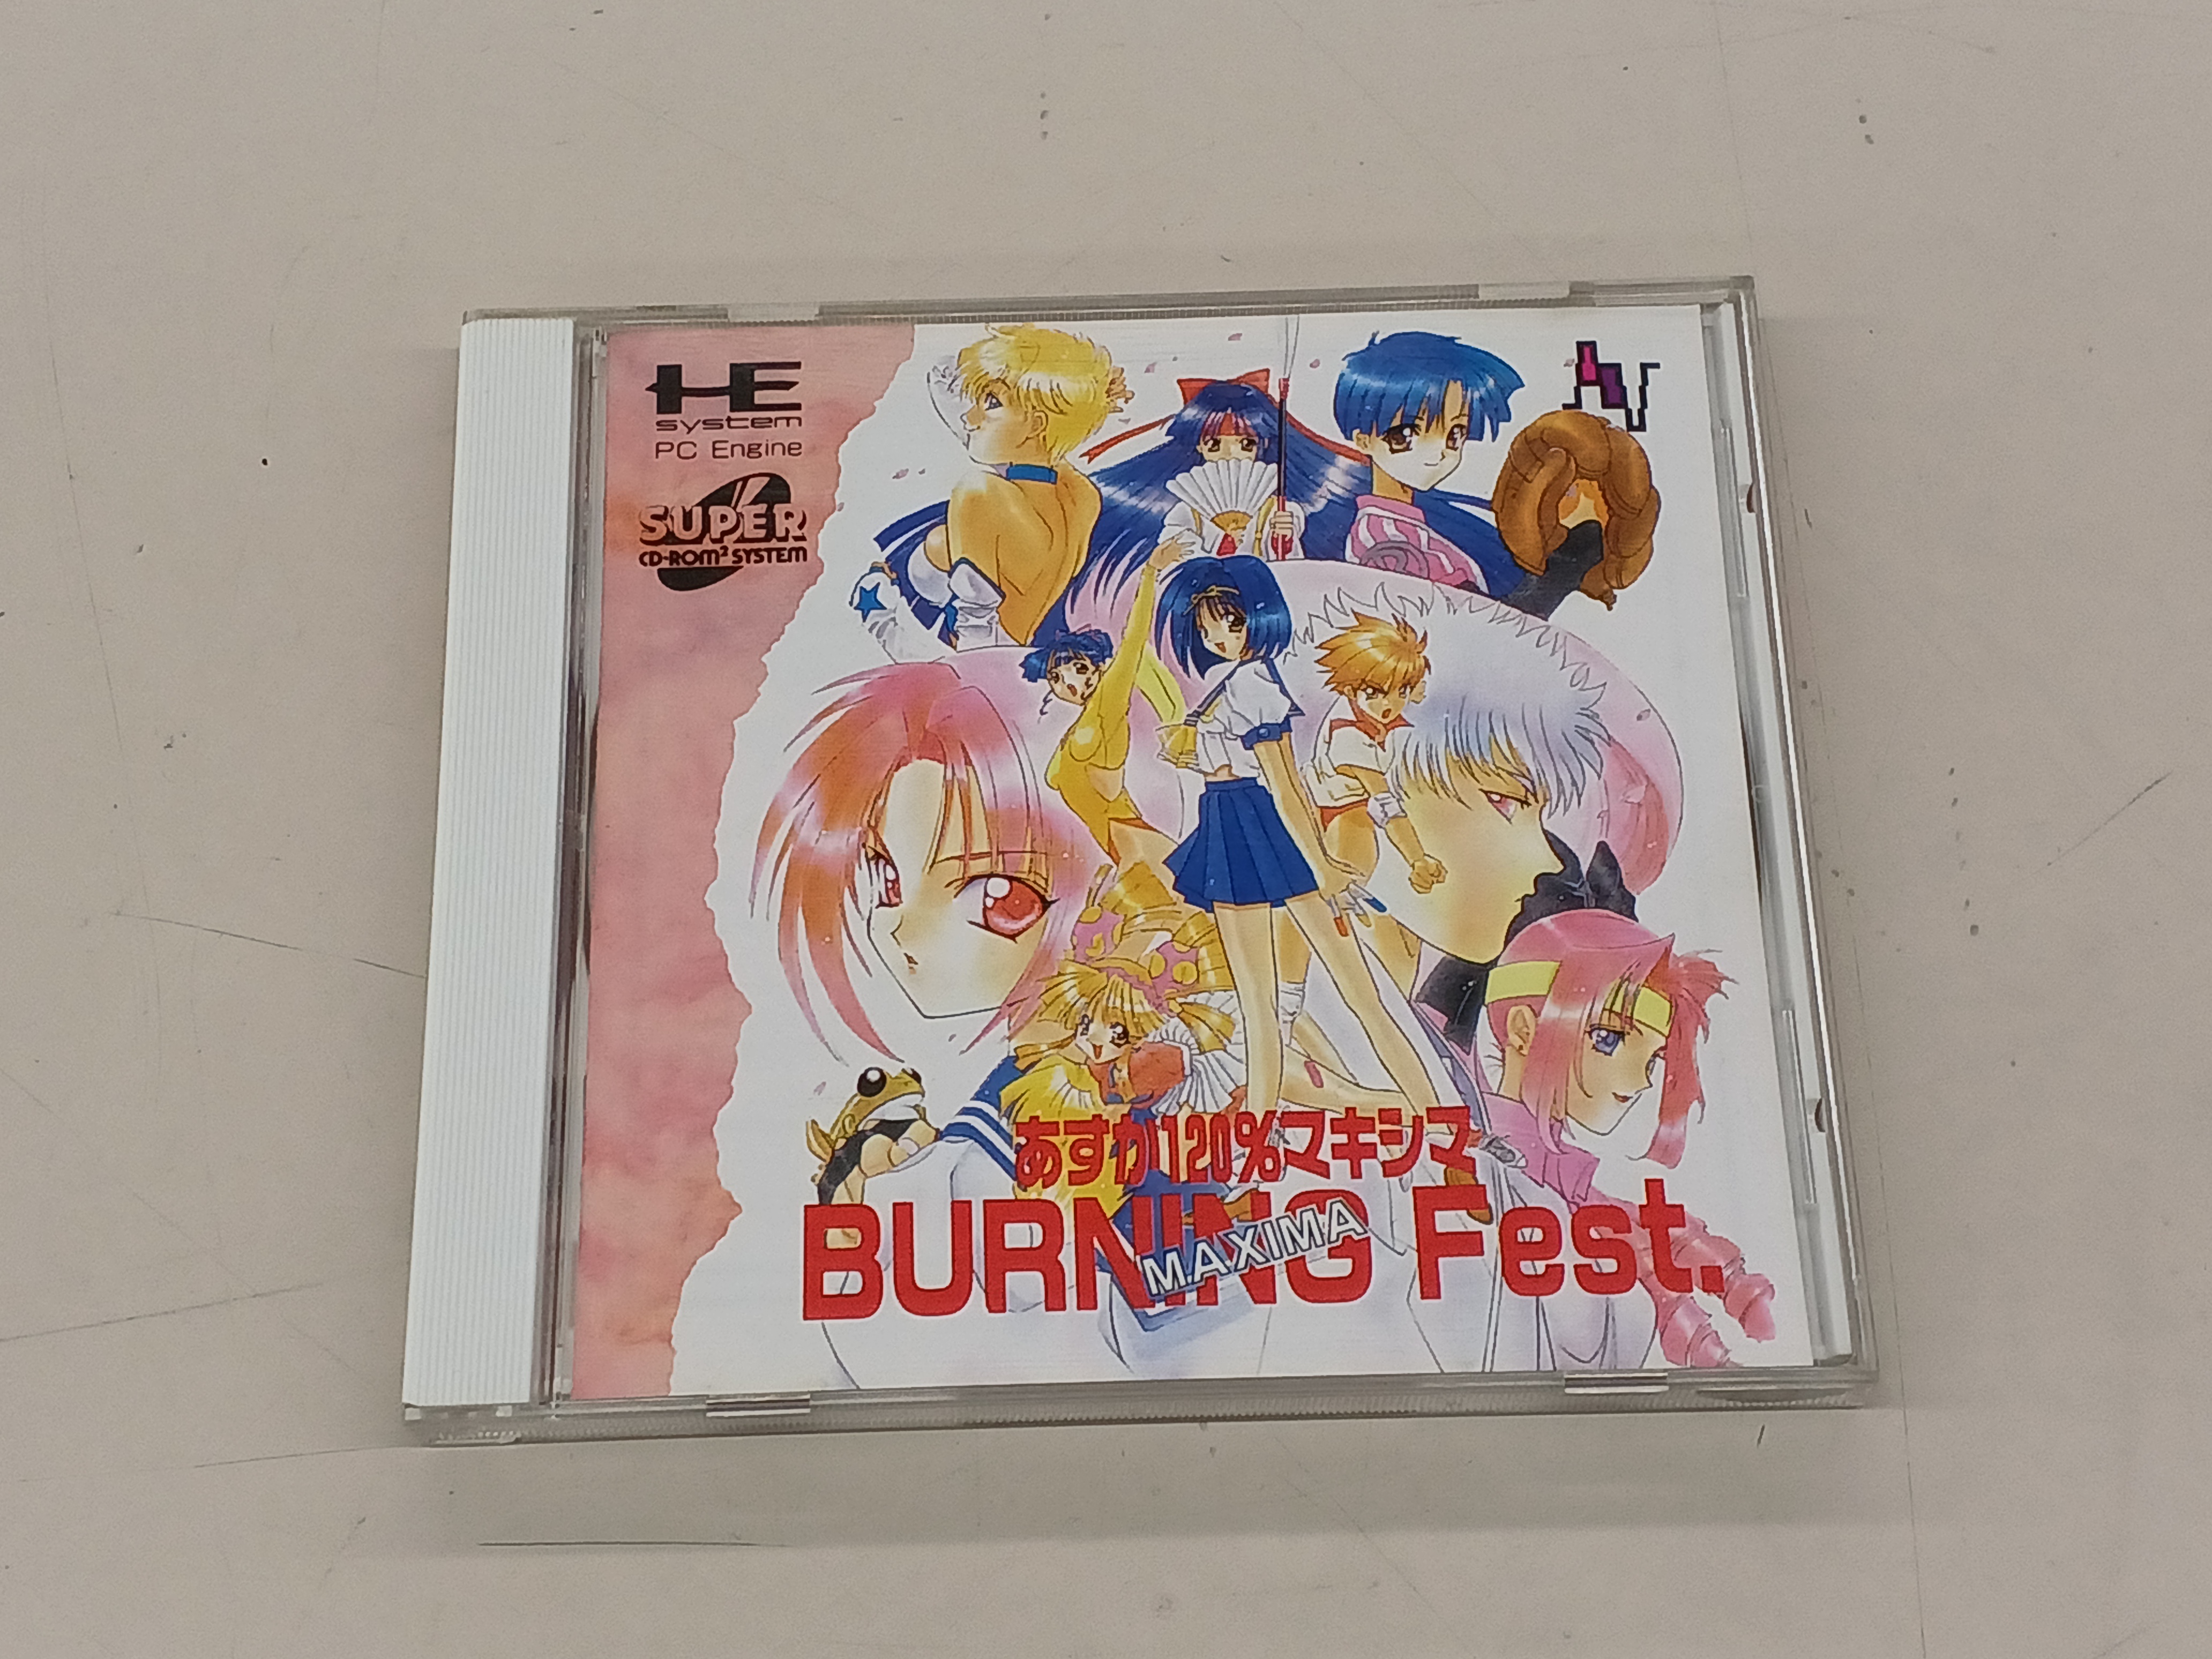 HE
system
PC Engine
SUPER
CD-ROM² SYSTEM
あすか120%マキシマ
BURNING Fest.
MAXIMA